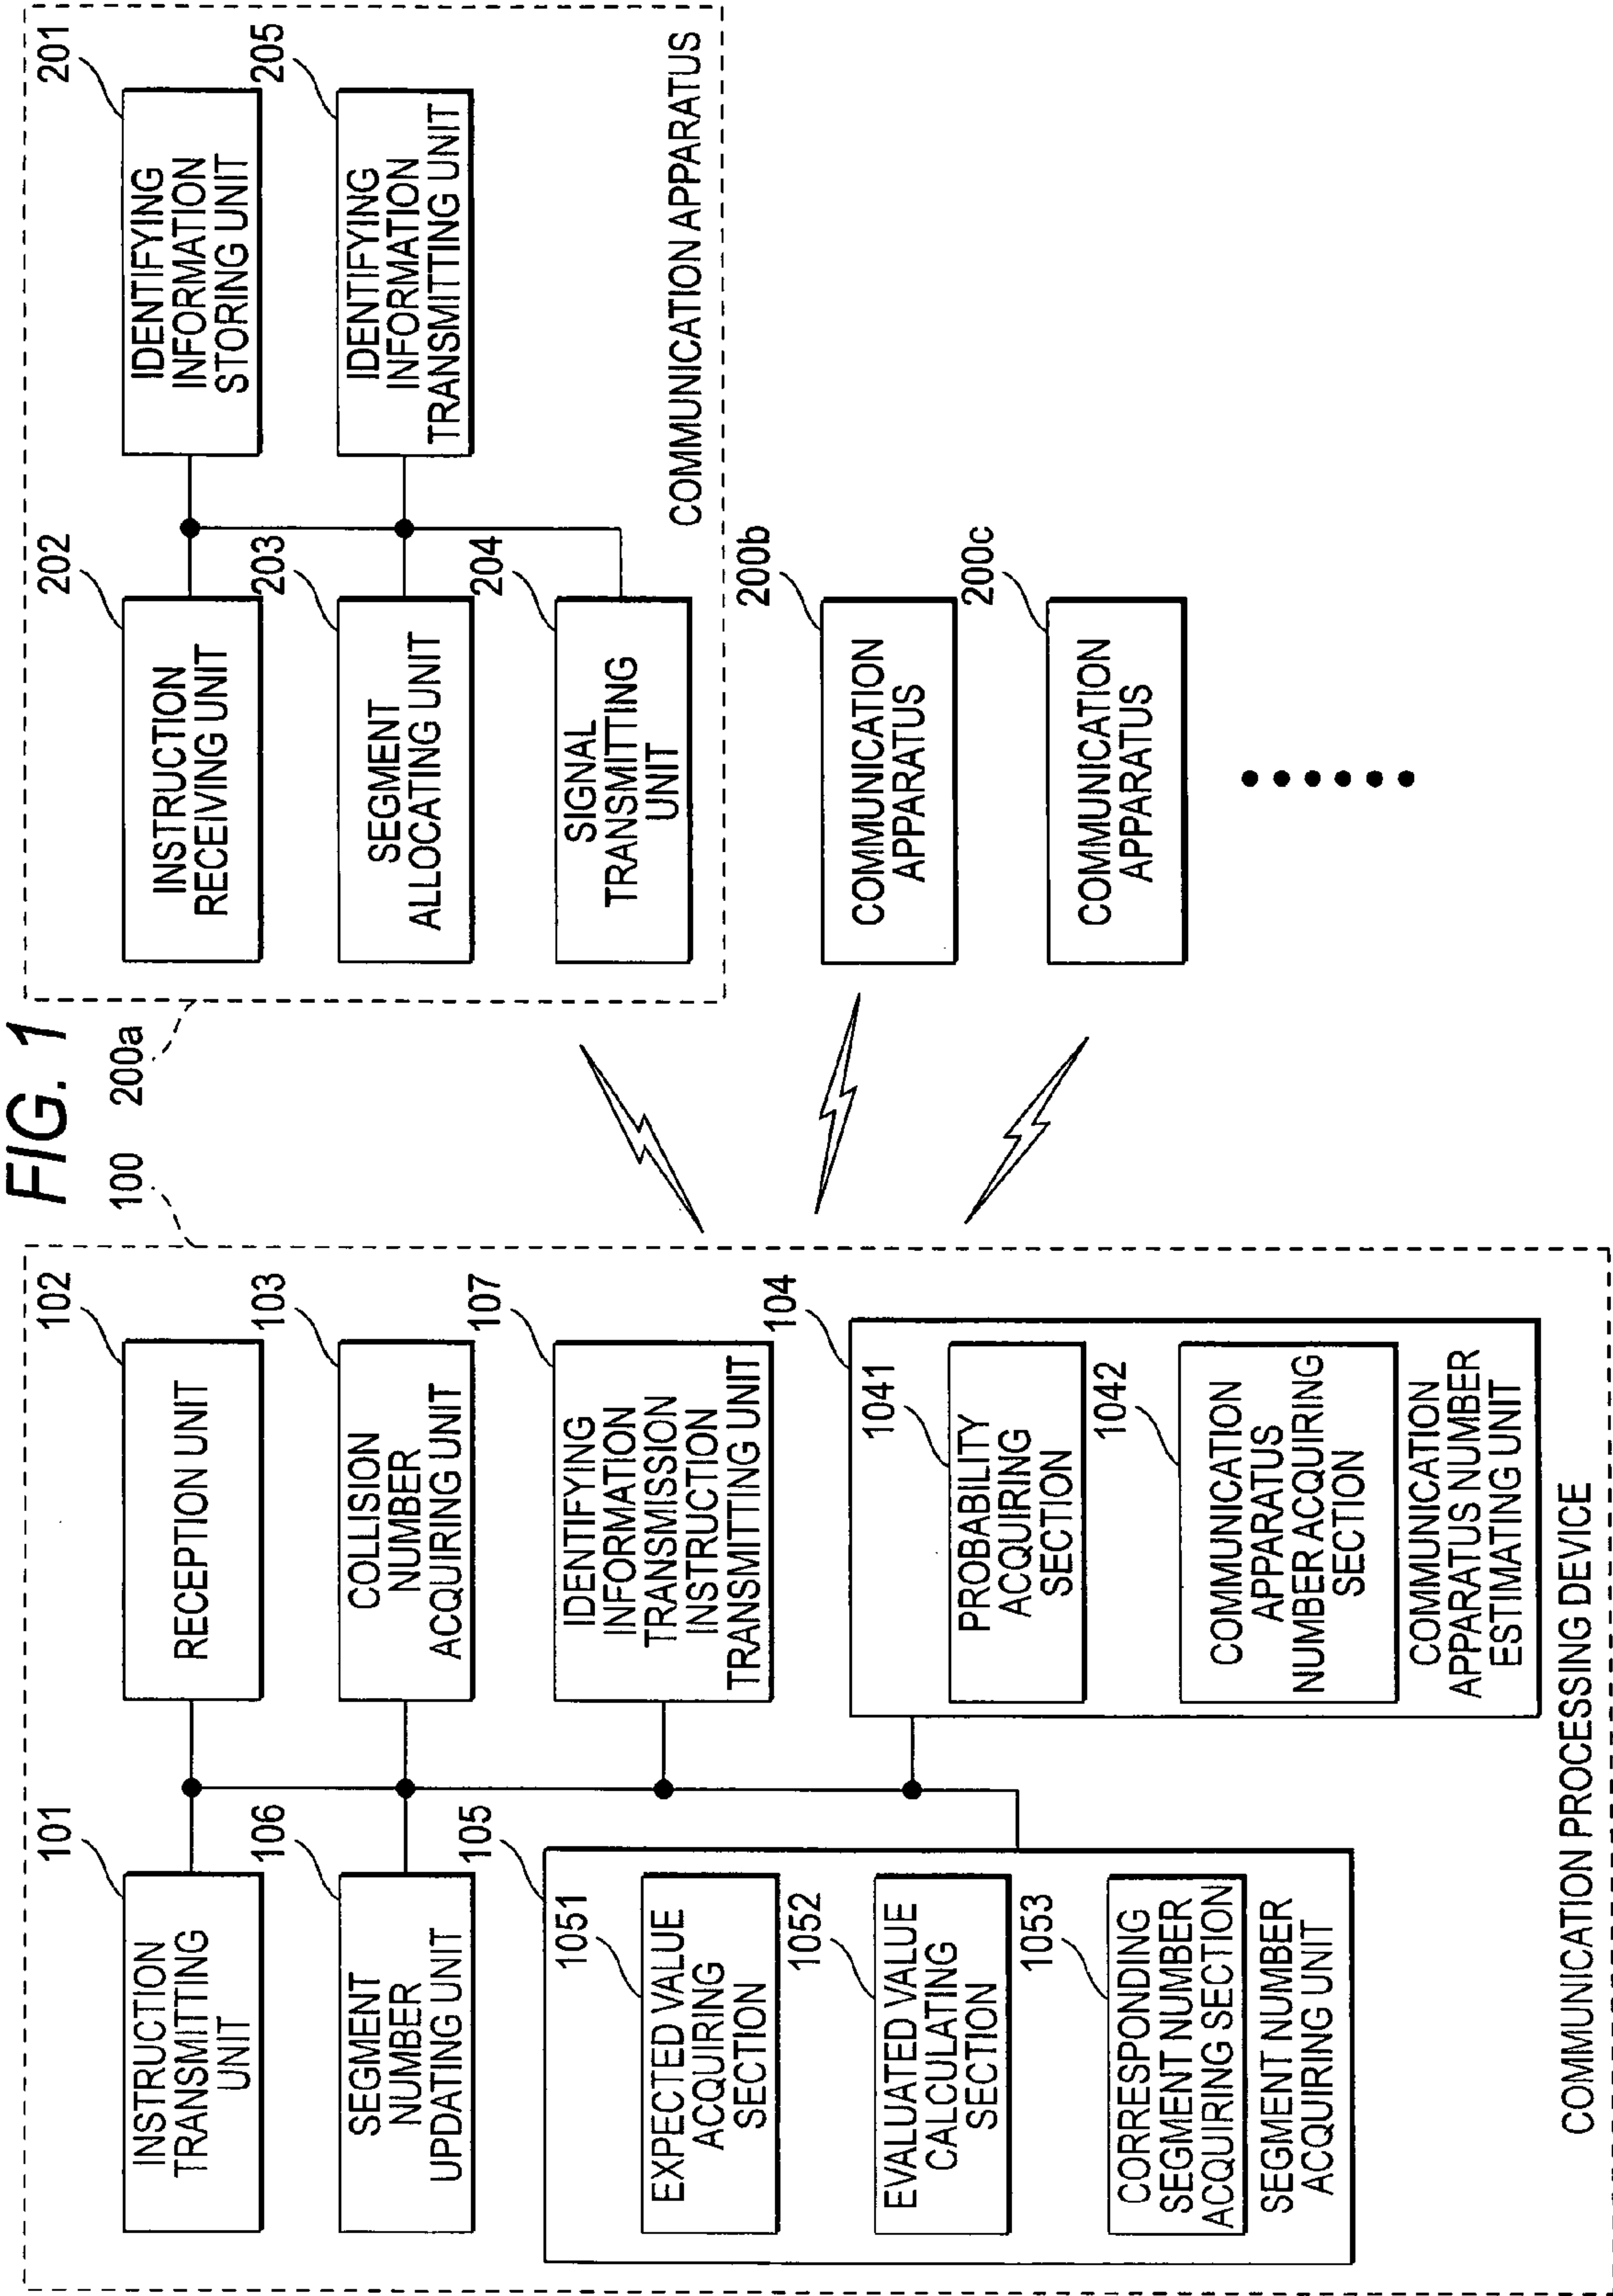 FIG. 1
100
101
INSTRUCTION
TRANSMITTING
UNIT
102
RECEPTION UNIT
106
SEGMENT
NUMBER
UPDATING UNIT
103
COLLISION
NUMBER
ACQUIRING UNIT
107
IDENTIFYING
INFORMATION
TRANSMISSION
INSTRUCTION
TRANSMITTING UNIT
105
1051
EXPECTED VALUE
ACQUIRING
SECTION
1052
EVALUATED VALUE
CALCULATING
SECTION
1053
CORRESPONDING
SEGMENT NUMBER
ACQUIRING SECTION
SEGMENT NUMBER
ACQUIRING UNIT
104
1041
PROBABILITY
ACQUIRING
SECTION
1042
COMMUNICATION
APPARATUS
NUMBER ACQUIRING
SECTION
COMMUNICATION
APPARATUS NUMBER
ESTIMATING UNIT
COMMUNICATION PROCESSING DEVICE
200a
202
INSTRUCTION
RECEIVING UNIT
201
IDENTIFYING
INFORMATION
STORING UNIT
203
SEGMENT
ALLOCATING UNIT
205
IDENTIFYING
INFORMATION
TRANSMITTING UNIT
204
SIGNAL
TRANSMITTING
UNIT
COMMUNICATION APPARATUS
200b
COMMUNICATION
APPARATUS
200c
COMMUNICATION
APPARATUS